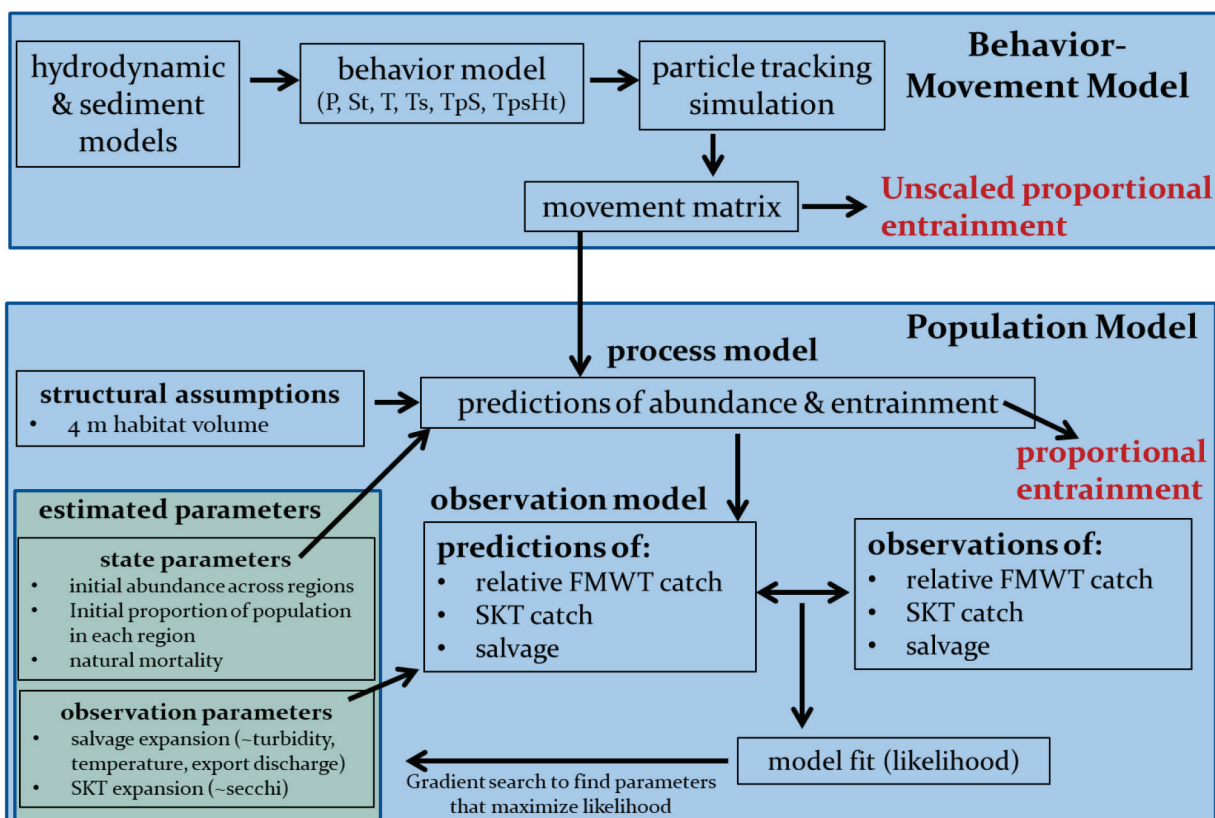 Behavior-
Movement Model
hydrodynamic
& sediment
models
behavior model
(P, St, T, Ts, TpS, TpsHt)
particle tracking
simulation
movement matrix
Unscaled proportional
entrainment
Population Model
process model
structural assumptions
• 4 m habitat volume
predictions of abundance & entrainment
proportional
entrainment
estimated parameters
state parameters
• initial abundance across regions
• Initial proportion of population
in each region
• natural mortality
observation parameters
• salvage expansion (~turbidity,
temperature, export discharge)
• SKT expansion (~secchi)
observation model
predictions of:
• relative FMWT catch
• SKT catch
• salvage
observations of:
• relative FMWT catch
• SKT catch
• salvage
model fit (likelihood)
Gradient search to find parameters
that maximize likelihood